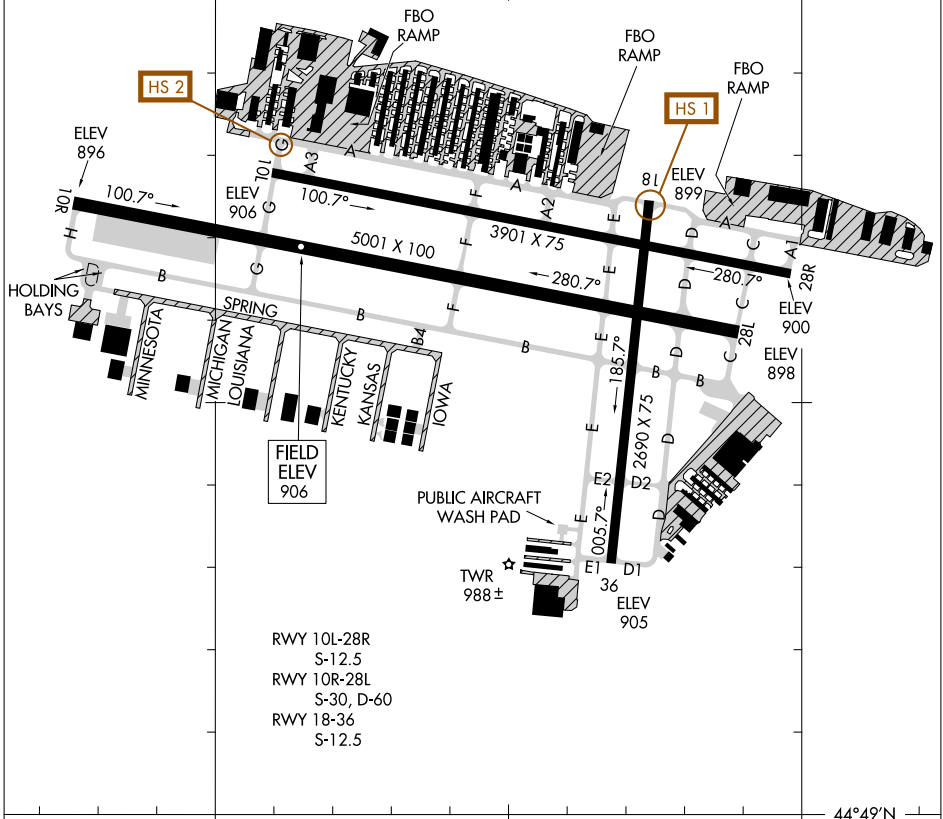 FBO
RAMP
FBO
RAMP
FBO
RAMP
HS 2
HS 1
ELEV
896
G
A3
A
10L
ELEV
906
100.7°
18
ELEV
899
10R
100.7°
G
F
A
A2
E
D
A
C
A1
H
5001 X 100
F
3901 X 75
E
D
280.7°
28R
G
280.7°
C
ELEV
900
HOLDING
BAYS
B
F
28L
SPRING
B
B4
B
E
D
C
ELEV
898
MINNESOTA
MICHIGAN
LOUISIANA
KENTUCKY
KANSAS
IOWA
185.7°
B
B
E
2690 X 75
D
FIELD
ELEV
906
E2
D2
PUBLIC AIRCRAFT
WASH PAD
E
005.7°
D
TWR
988±
E1
D1
36
ELEV
905
RWY 10L-28R
S-12.5
RWY 10R-28L
S-30, D-60
RWY 18-36
S-12.5
44°49'N